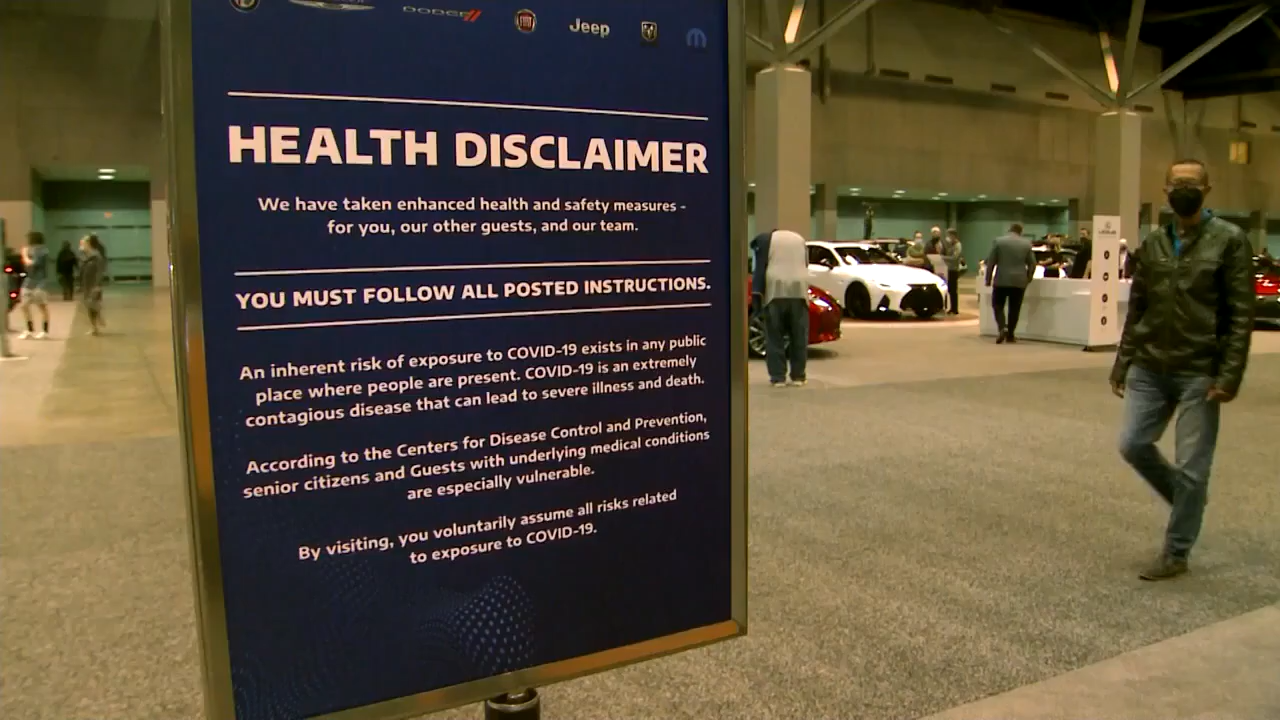 DODGE
FIAT
Jeep
HEALTH DISCLAIMER
We have taken enhanced health and safety measures -
for you, our other guests, and our team.
YOU MUST FOLLOW ALL POSTED INSTRUCTIONS.
An inherent risk of exposure to COVID-19 exists in any public
place where people are present. COVID-19 is an extremely
contagious disease that can lead to severe illness and death.
According to the Centers for Disease Control and Prevention,
senior citizens and Guests with underlying medical conditions
are especially vulnerable.
By visiting, you voluntarily assume all risks related
to exposure to COVID-19.
LEXUS